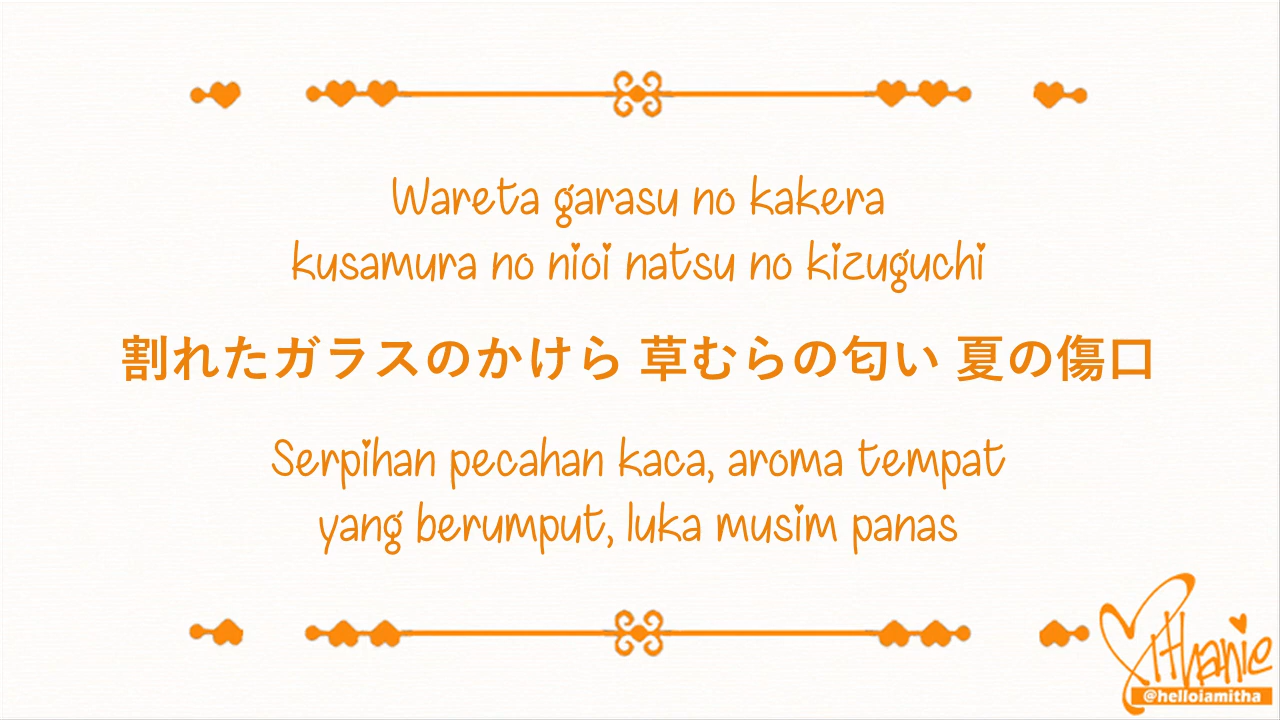 Wareta garasu no kakera
kusamura no nioi natsu no kizuguchi
割れたガラスのかけら 草むらの匂い 夏の傷口
Serpihan pecahan kaca, aroma tempat
yang berumput, luka musim panas
Mithanie
@helloiamitha